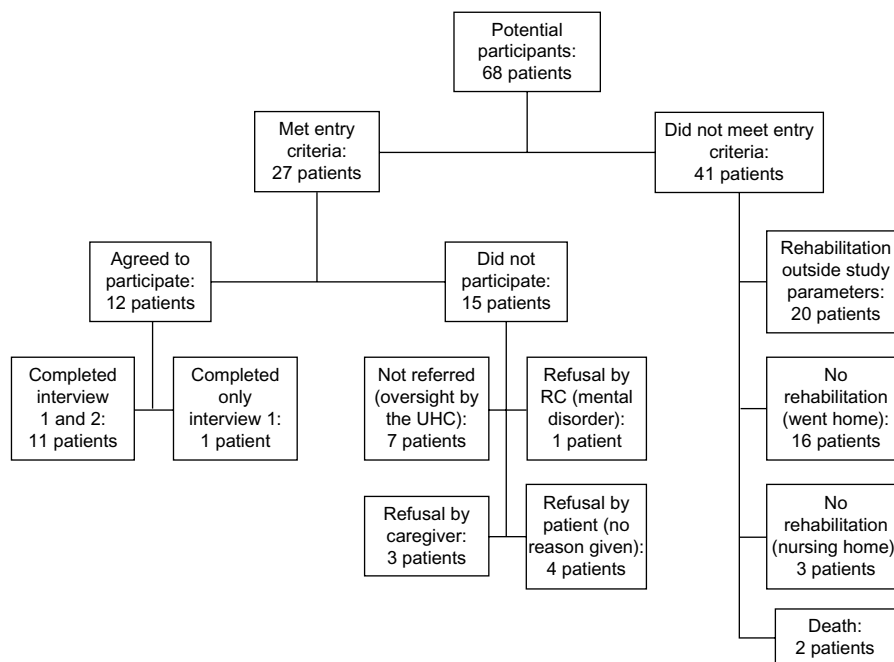 Potential
participants:
68 patients
Met entry
criteria:
27 patients
Did not meet entry
criteria:
41 patients
Agreed to
participate:
12 patients
Did not
participate:
15 patients
Rehabilitation
outside study
parameters:
20 patients
Completed
interview
1 and 2:
11 patients
Completed
only
interview 1:
1 patient
Not referred
(oversight by
the UHC):
7 patients
Refusal by
RC (mental
disorder):
1 patient
No
rehabilitation
(went home):
16 patients
Refusal by
caregiver:
3 patients
Refusal by
patient (no
reason given):
4 patients
No
rehabilitation
(nursing home)
3 patients
Death:
2 patients